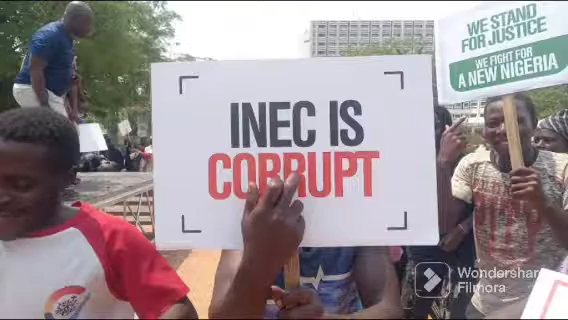 INEC IS
CORRUPT
WE STAND
FOR JUSTICE
WE FIGHT FOR
A NEW NIGERIA
Wondershare
Filmora